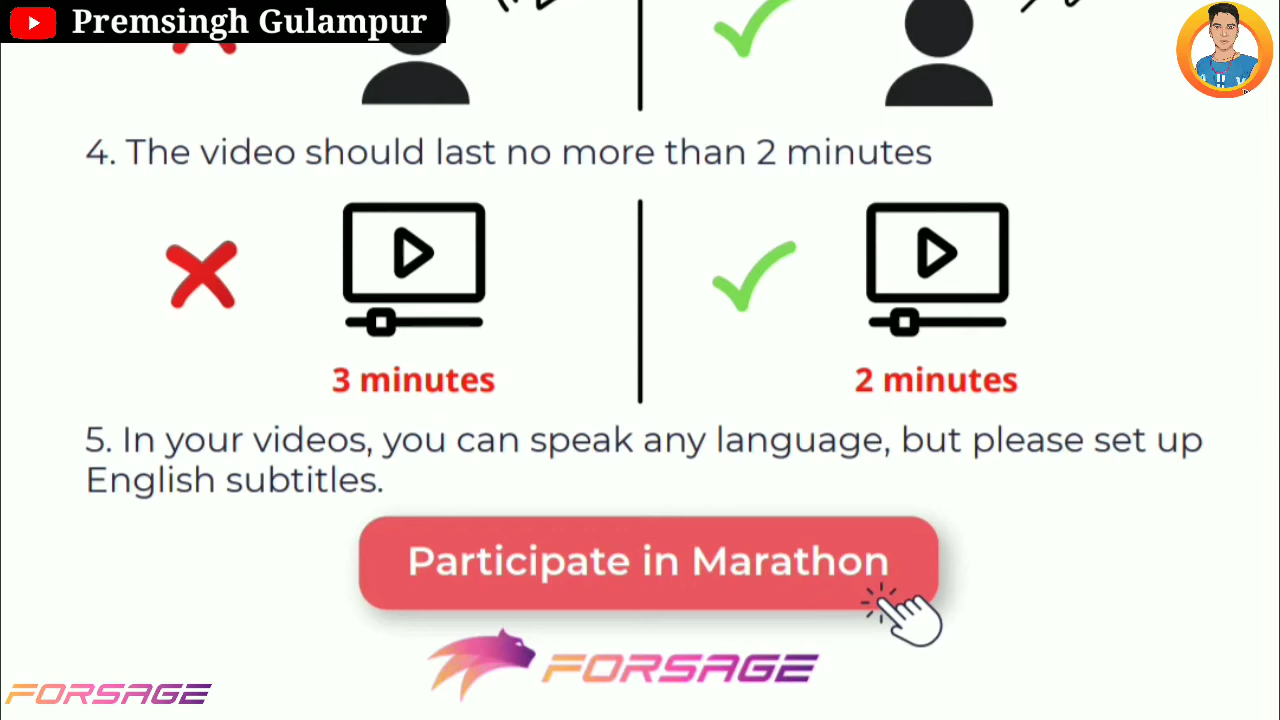 Premsingh Gulampur
4. The video should last no more than 2 minutes
3 minutes
2 minutes
5. In your videos, you can speak any language, but please set up
English subtitles.
Participate in Marathon
FORSAGE
FORSAGE